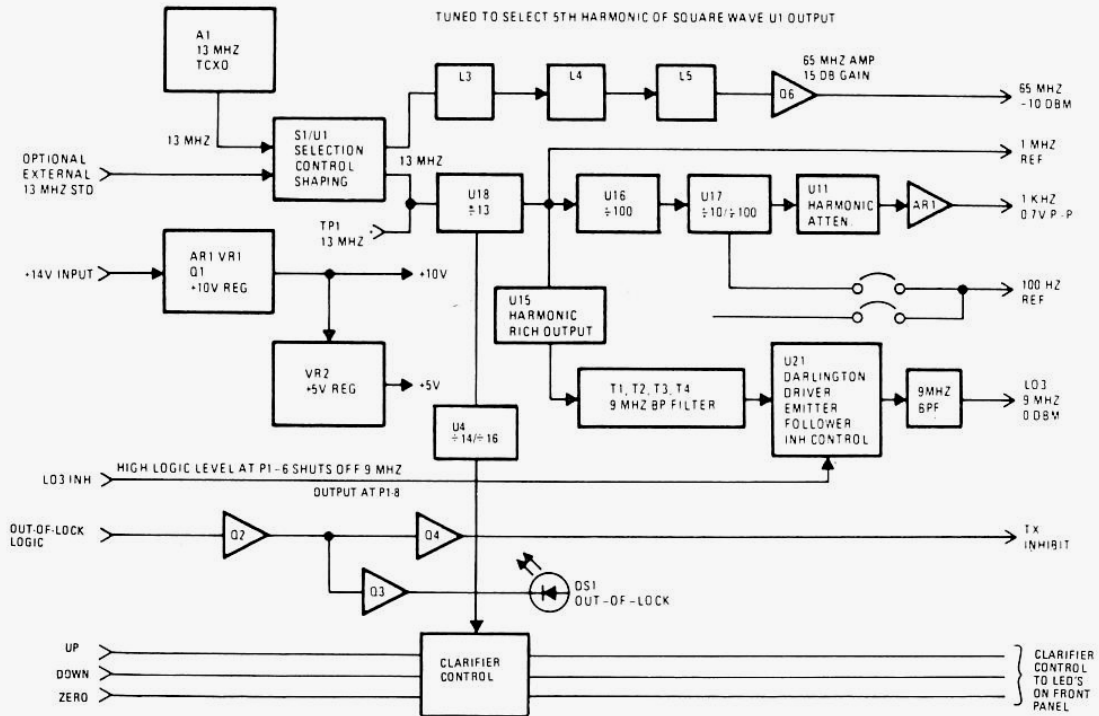 TUNED TO SELECT 5TH HARMONIC OF SQUARE WAVE U1 OUTPUT
A1
13 MHZ
TCXO
L3
L4
L5
65 MHZ AMP
15 DB GAIN
Q6
65 MHZ
-10 DBM
13 MHZ
OPTIONAL
EXTERNAL
13 MHZ STD
S1/U1
SELECTION
CONTROL
SHAPING
13 MHZ
1 MHZ
REF
TP1
13 MHZ
U18
÷13
U16
÷100
U17
÷10/÷100
U11
HARMONIC
ATTEN.
AR1
1 KHZ
0.7V P-P
+14V INPUT
AR1 VR1
Q1
+10V REG
+10V
U15
HARMONIC
RICH OUTPUT
100 HZ
REF
VR2
+5V REG
+5V
T1, T2, T3, T4
9 MHZ BP FILTER
U21
DARLINGTON
DRIVER
EMITTER
FOLLOWER
INH CONTROL
9MHZ
BPF
LO3
9 MHZ
0 DBM
U4
÷14/÷16
LO3 INH
HIGH LOGIC LEVEL AT P1-6 SHUTS OFF 9 MHZ
OUTPUT AT P1-8
OUT-OF-LOCK
LOGIC
Q2
Q4
TX
INHIBIT
Q3
DS1
OUT-OF-LOCK
UP
DOWN
ZERO
CLARIFIER
CONTROL
CLARIFIER
CONTROL
TO LED'S
ON FRONT
PANEL